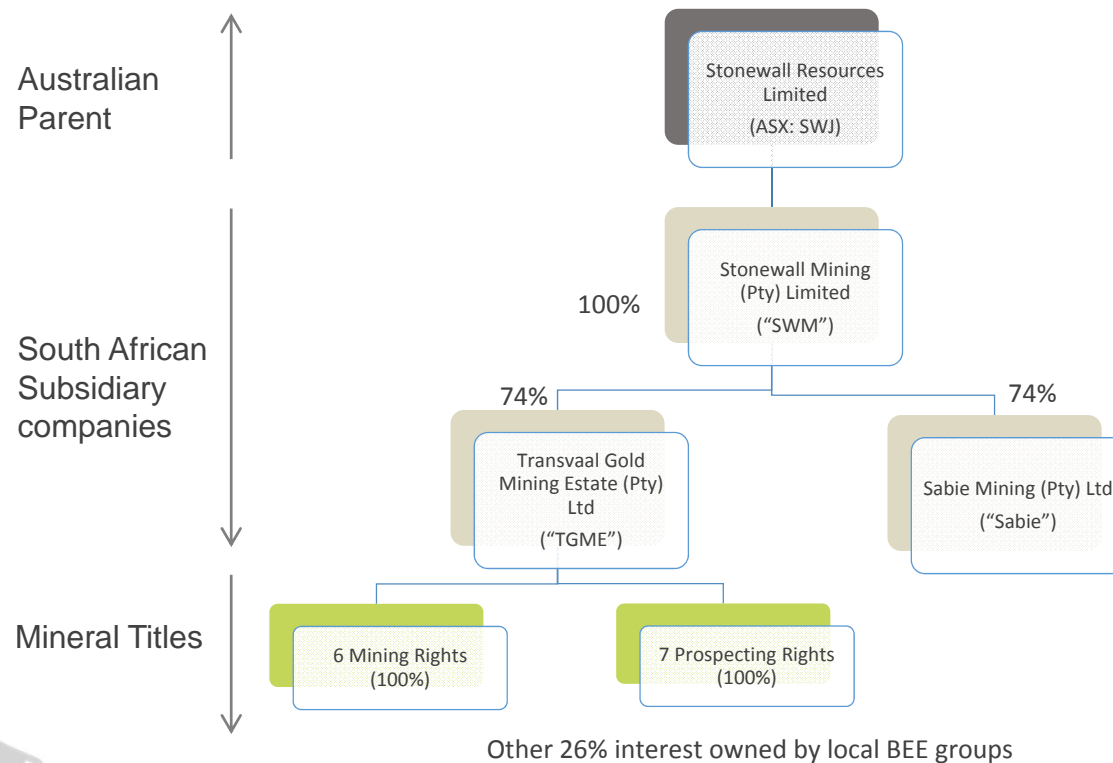 Australian
Parent
Stonewall Resources
Limited
(ASX: SWJ)
South African
Subsidiary
companies
100%
Stonewall Mining
(Pty) Limited
(“SWM”)
74%
74%
Transvaal Gold
Mining Estate (Pty)
Ltd
(“TGME”)
Sabie Mining (Pty) Ltd
(“Sabie”)
Mineral Titles
6 Mining Rights
(100%)
7 Prospecting Rights
(100%)
Other 26% interest owned by local BEE groups